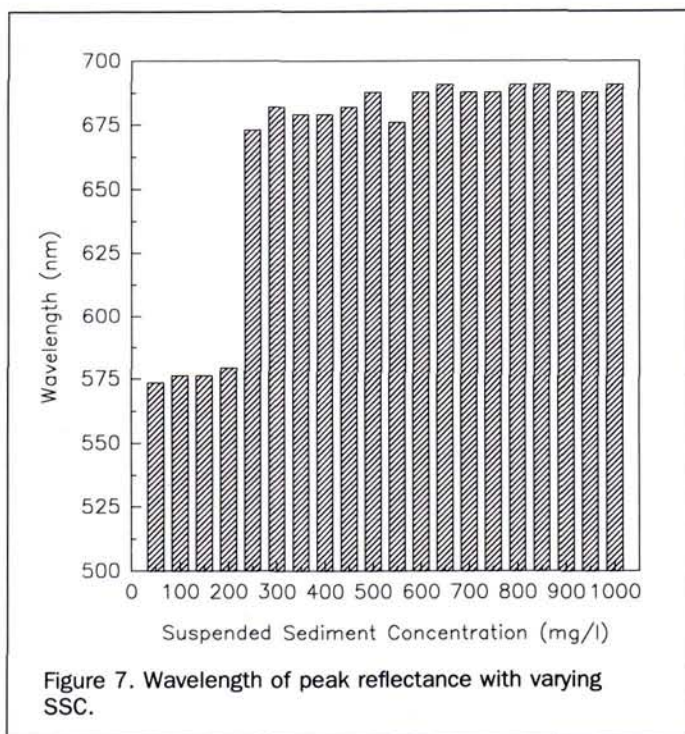 700
675
650
625
600
575
550
525
500
Wavelength (nm)
0 100 200 300 400 500 600 700 800 900 1000
Suspended Sediment Concentration (mg/l)
Figure 7. Wavelength of peak reflectance with varying
SSC.